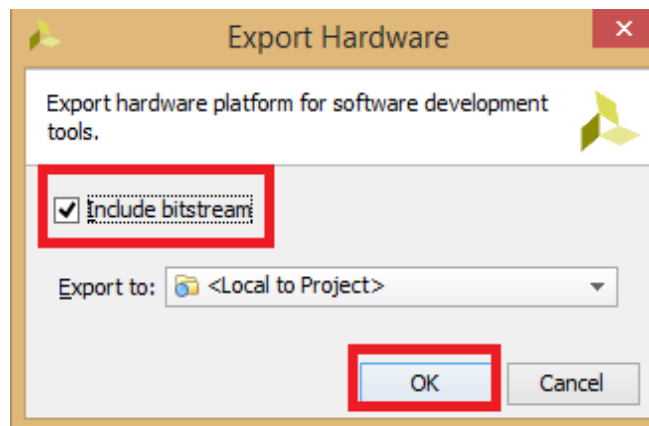 Export Hardware
Export hardware platform for software development
tools.
Include bitstream
Export to: <Local to Project>
OK Cancel